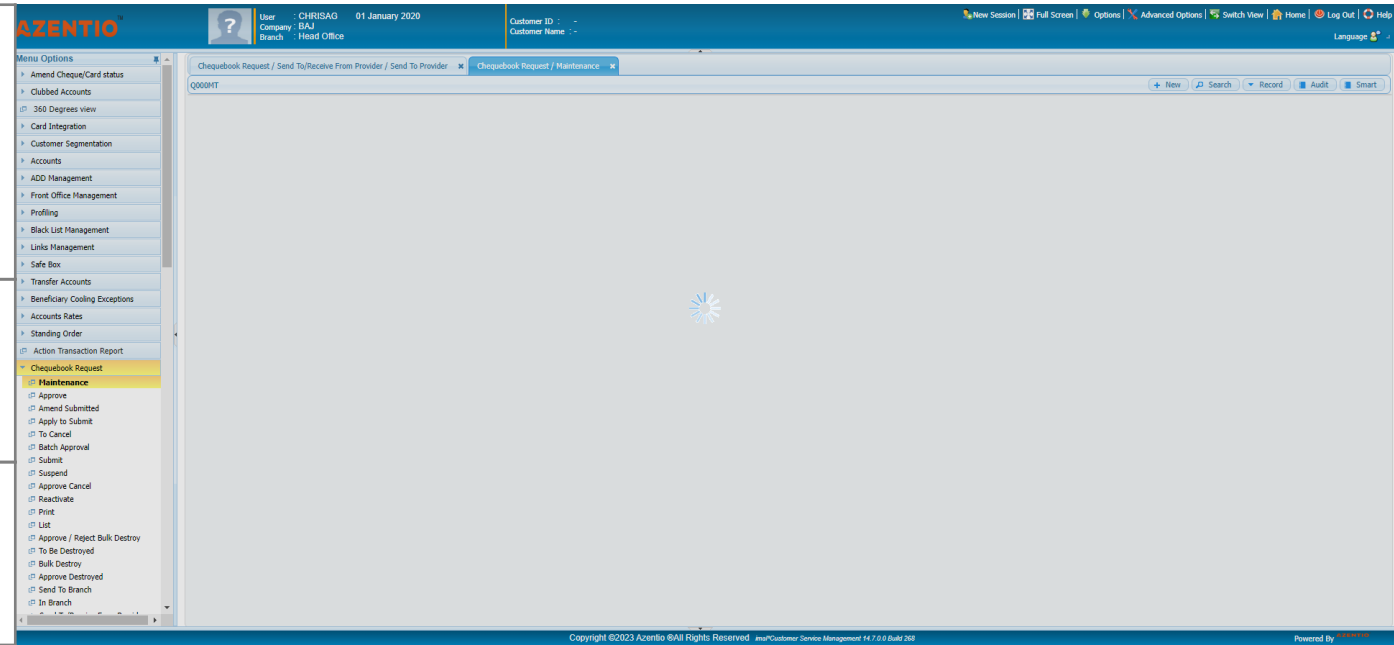 AZENTIO
User : CHRISAG 01 January 2020
Company : BAJ
Branch : Head Office
Customer ID : -
Customer Name : -
New Session | Full Screen | Options | Advanced Options | Switch View | Home | Log Out | Help
Language
Menu Options
Amend Cheque/Card status
Clubbed Accounts
360 Degrees view
Card Integration
Customer Segmentation
Accounts
ADD Management
Front Office Management
Profiling
Black List Management
Links Management
Safe Box
Transfer Accounts
Beneficiary Cooling Exceptions
Accounts Rates
Standing Order
Action Transaction Report
Chequebook Request
Maintenance
Approve
Amend Submitted
Apply to Submit
To Cancel
Batch Approval
Submit
Suspend
Approve Cancel
Reactivate
Print
List
Approve / Reject Bulk Destroy
To Be Destroyed
Bulk Destroy
Approve Destroyed
Send To Branch
In Branch
Chequebook Request / Send To/Receive From Provider / Send To Provider
Chequebook Request / Maintenance
Q000MT
New Search Record Audit Smart
Copyright ©2023 Azentio ®All Rights Reserved imal®Customer Service Management 14.7.0.0 Build 268
Powered By AZENTIO